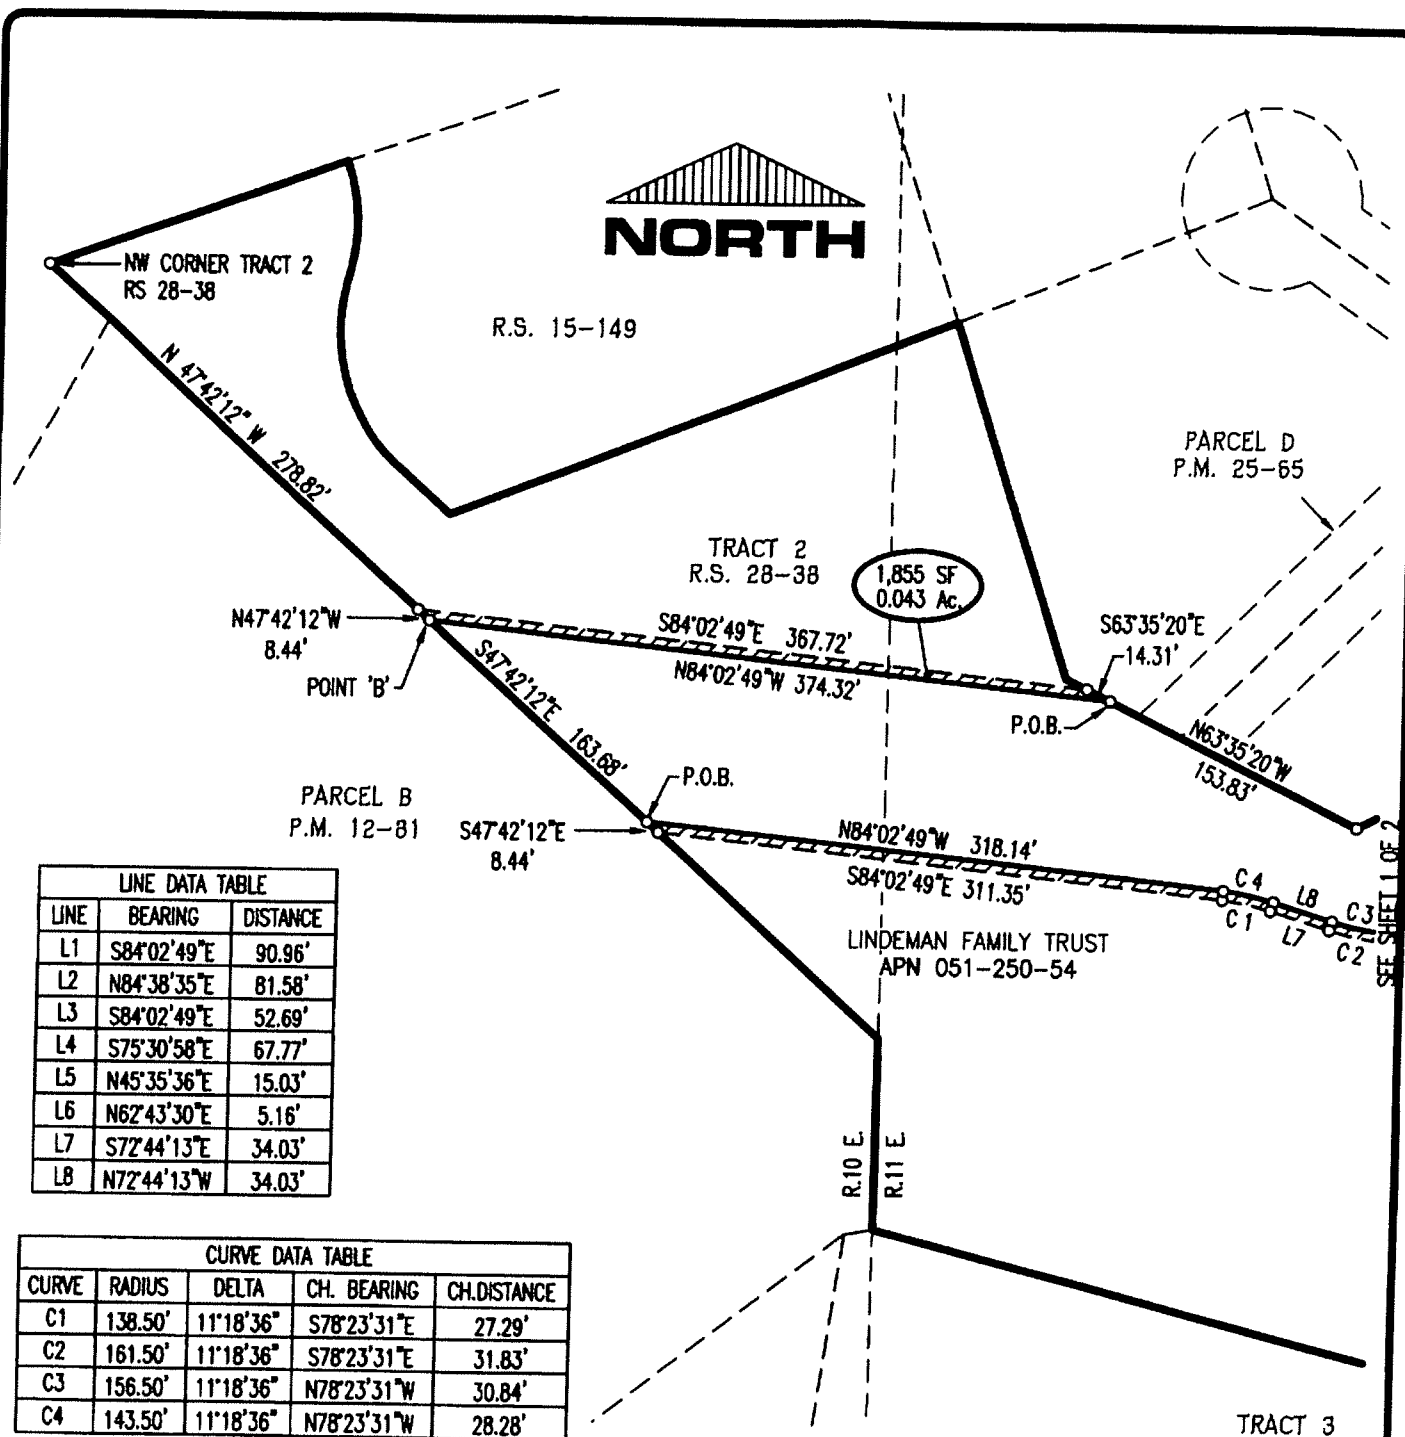 NORTH
NW CORNER TRACT 2
RS 28-38
R.S. 15-149
N 47°42'12" W 278.82'
PARCEL D
P.M. 25-65
TRACT 2
R.S. 28-38
1,855 SF
0.043 Ac.
S63°35'20"E
14.31'
N47°42'12"W
8.44'
S84°02'49"E 367.72'
N84°02'49"W 374.32'
POINT 'B'
S47°42'12"E 163.68'
P.O.B.
N63°35'20"W
153.83'
P.O.B.
PARCEL B
P.M. 12-81
S47°42'12"E
8.44'
N84°02'49"W 318.14'
S84°02'49"E 311.35'
C4
L8
C3
C1
L7
C2
SEE SHEET 1 OF 2
LINDEMAN FAMILY TRUST
APN 051-250-54
LINE DATA TABLE
LINE BEARING DISTANCE
L1 S84°02'49"E 90.96'
L2 N84°38'35"E 81.58'
L3 S84°02'49"E 52.69'
L4 S75°30'58"E 67.77'
L5 N45°35'36"E 15.03'
L6 N62°43'30"E 5.16'
L7 S72°44'13"E 34.03'
L8 N72°44'13"W 34.03'
R.10 E.
R.11 E.
CURVE DATA TABLE
CURVE RADIUS DELTA CH. BEARING CH.DISTANCE
C1 138.50' 11°18'36" S78°23'31"E 27.29'
C2 161.50' 11°18'36" S78°23'31"E 31.83'
C3 156.50' 11°18'36" N78°23'31"W 30.84'
C4 143.50' 11°18'36" N78°23'31"W 28.28'
TRACT 3